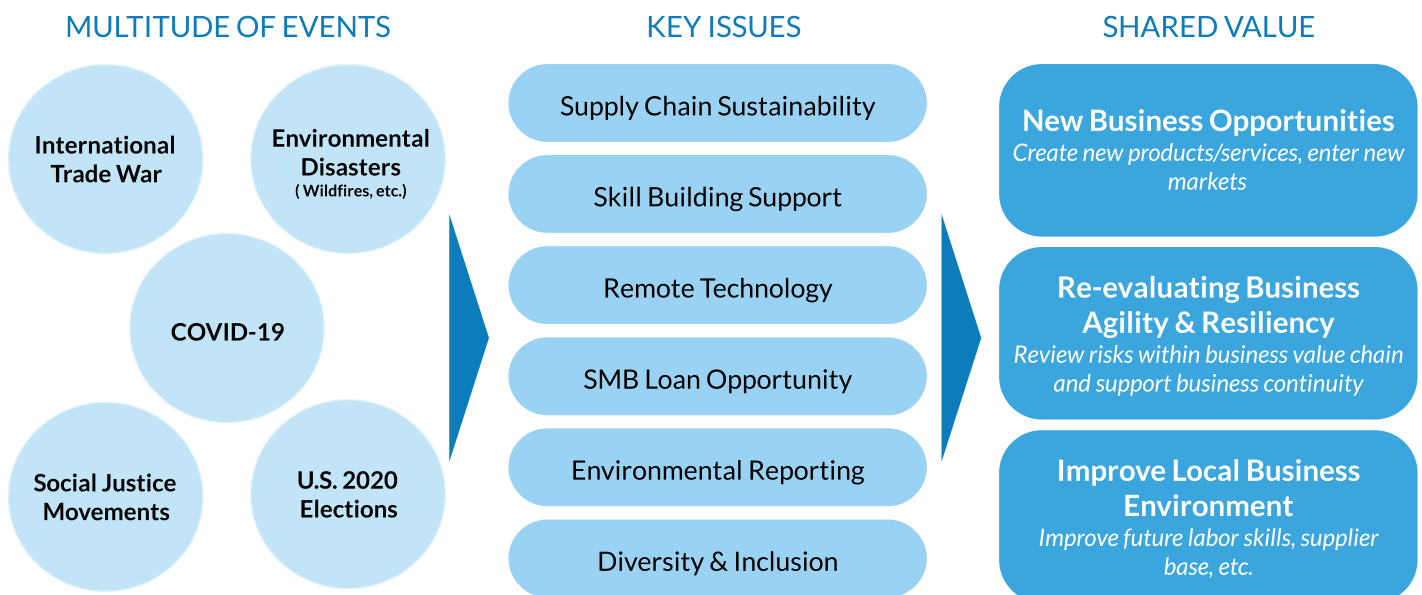 MULTITUDE OF EVENTS
International
Trade War
Environmental
Disasters
( Wildfires, etc.)
COVID-19
Social Justice
Movements
U.S. 2020
Elections
KEY ISSUES
Supply Chain Sustainability
Skill Building Support
Remote Technology
SMB Loan Opportunity
Environmental Reporting
Diversity & Inclusion
SHARED VALUE
New Business Opportunities
Create new products/services, enter new
markets
Re-evaluating Business
Agility & Resiliency
Review risks within business value chain
and support business continuity
Improve Local Business
Environment
Improve future labor skills, supplier
base, etc.